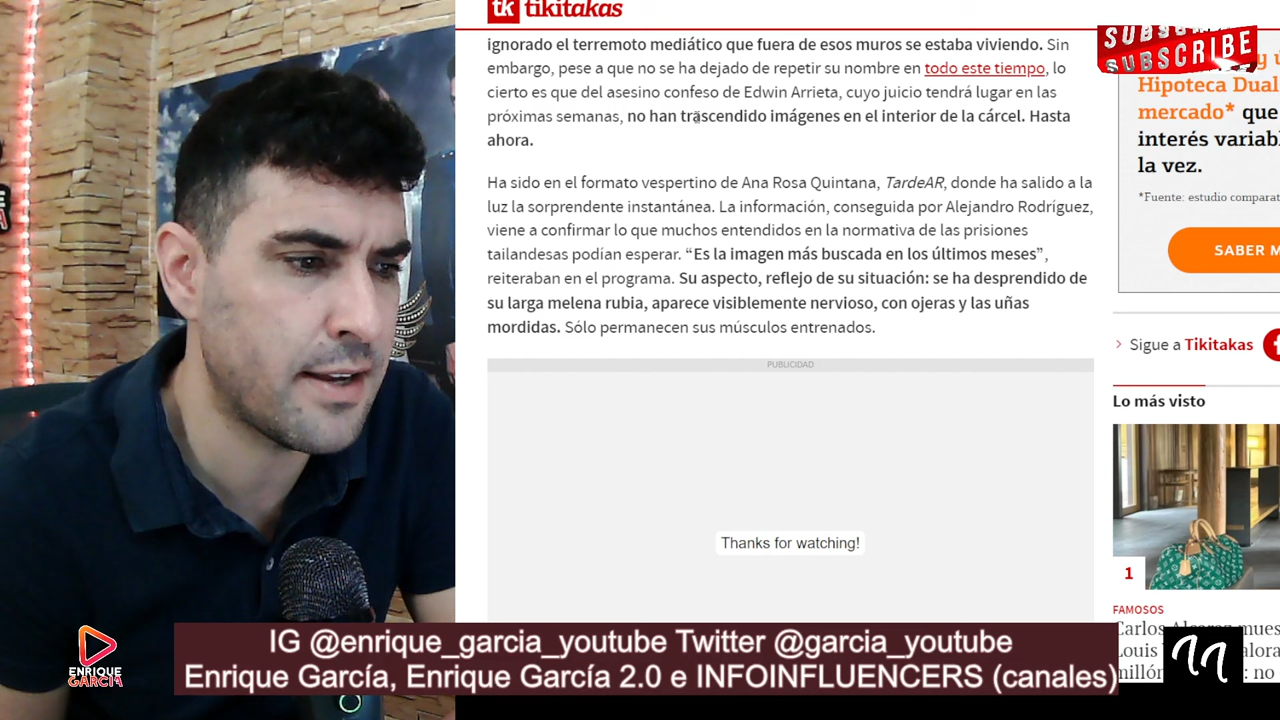 tk tikitakas
ignorado el terremoto mediático que fuera de esos muros se estaba viviendo. Sin
embargo, pese a que no se ha dejado de repetir su nombre en todo este tiempo, lo
cierto es que del asesino confeso de Edwin Arrieta, cuyo juicio tendrá lugar en las
próximas semanas, no han trascendido imágenes en el interior de la cárcel. Hasta
ahora.
Ha sido en el formato vespertino de Ana Rosa Quintana, TardeAR, donde ha salido a la
luz la sorprendente instantánea. La información, conseguida por Alejandro Rodríguez,
viene a confirmar lo que muchos entendidos en la normativa de las prisiones
tailandesas podían esperar. “Es la imagen más buscada en los últimos meses”,
reiteraban en el programa. Su aspecto, reflejo de su situación: se ha desprendido de
su larga melena rubia, aparece visiblemente nervioso, con ojeras y las uñas
mordidas. Sólo permanecen sus músculos entrenados.
PUBLICIDAD
Thanks for watching!
SUBSCRIBE
SUBSCRIBE
Hipoteca Dual
mercado* que
interés variab
la vez.
*Fuente: estudio comparat
SABER M
Sigue a Tikitakas
Lo más visto
1
FAMOSOS
Carlos Alcaraz mues
Louis
millón
ENRIQUE
GARCÍA
IG @enrique_garcia_youtube Twitter @garcia_youtube
Enrique García, Enrique García 2.0 e INFOINFLUENCERS (canales)